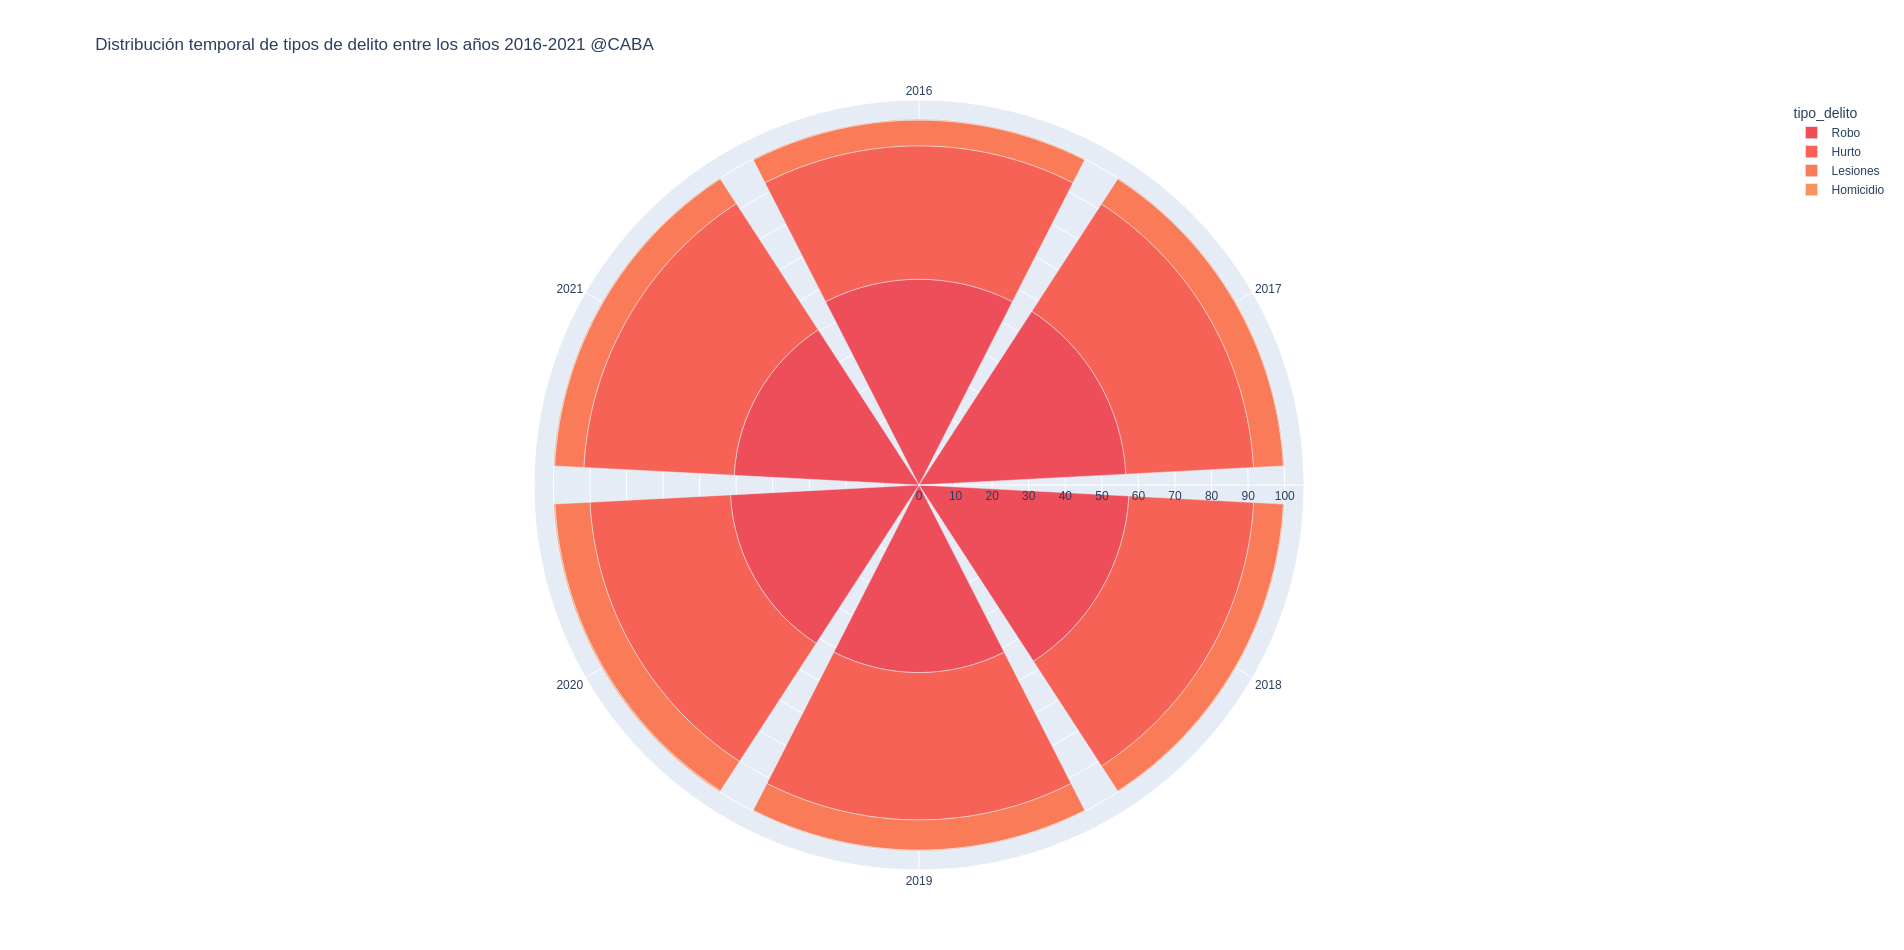 Distribución temporal de tipos de delito entre los años 2016-2021 @CABA
2016
tipo_delito
Robo
Hurto
Lesiones
Homicidio
2021
2017
0 10 20 30 40 50 60 70 80 90 100
2020
2018
2019